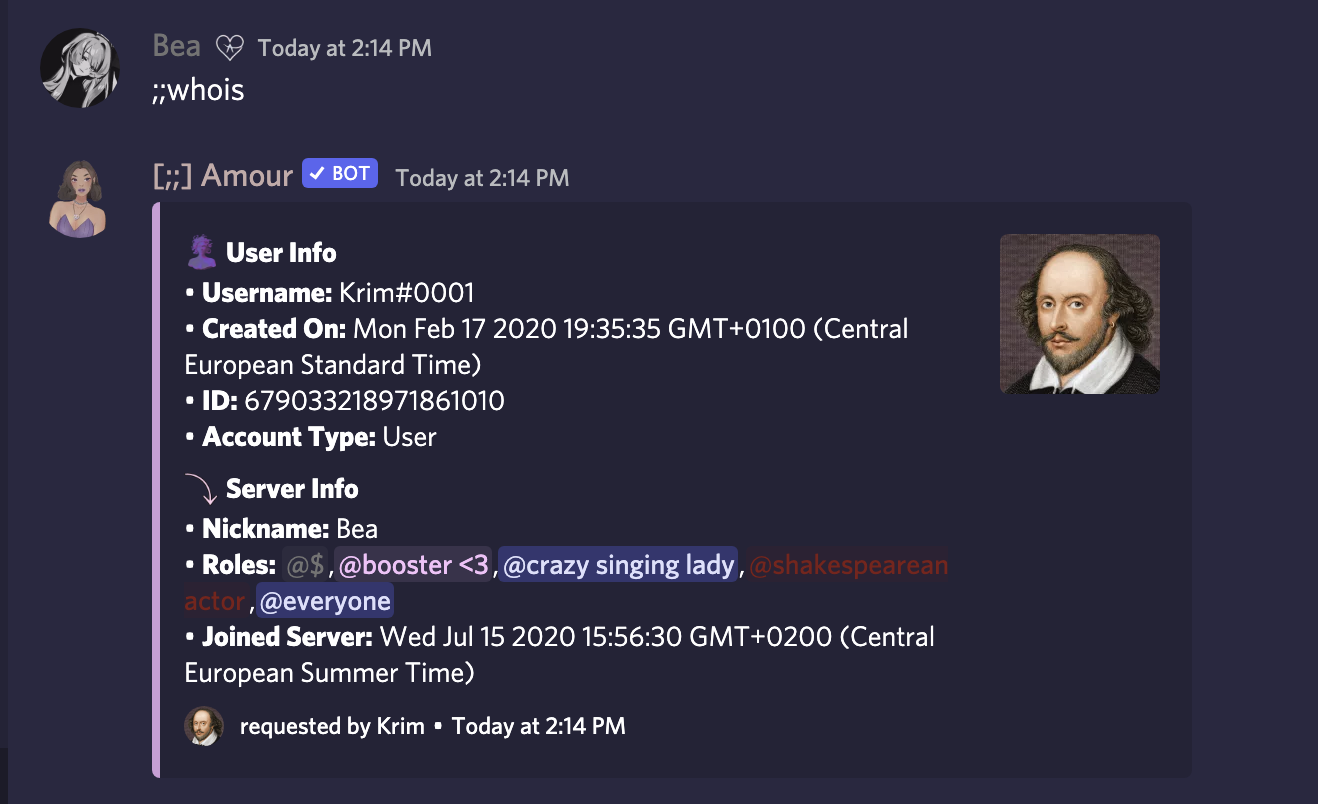 Bea Today at 2:14 PM
;;whois
[;;] Amour ✓ BOT Today at 2:14 PM
User Info
• Username: Krim#0001
• Created On: Mon Feb 17 2020 19:35:35 GMT+0100 (Central
European Standard Time)
• ID: 679033218971861010
• Account Type: User
Server Info
• Nickname: Bea
• Roles: @$,@booster <3,@crazy singing lady,@shakespearean
actor,@everyone
• Joined Server: Wed Jul 15 2020 15:56:30 GMT+0200 (Central
European Summer Time)
requested by Krim • Today at 2:14 PM